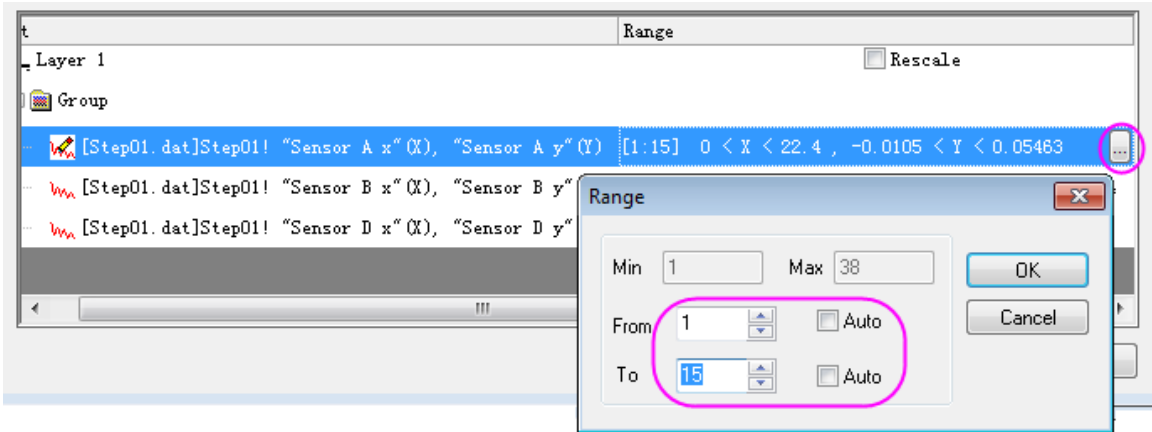 t Range
Layer 1 Rescale
Group
[Step01.dat]Step01! "Sensor A x"(X), "Sensor A y"(Y) [1:15] 0 < X < 22.4 , -0.0105 < Y < 0.05463 ...
[Step01.dat]Step01! "Sensor B x"(X), "Sensor B y"
[Step01.dat]Step01! "Sensor D x"(X), "Sensor D y"
Range
Min 1 Max 38 OK
From 1 Auto Cancel
To 15 Auto